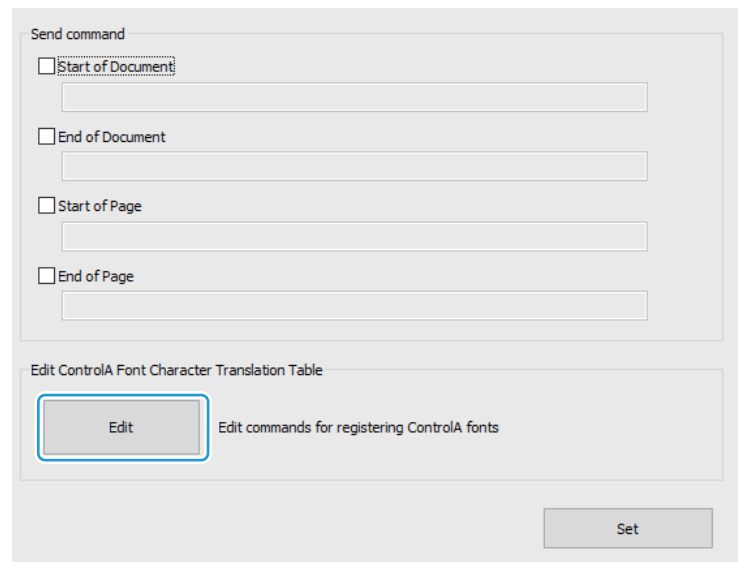 Send command
Start of Document
End of Document
Start of Page
End of Page
Edit ControlA Font Character Translation Table
Edit
Edit commands for registering ControlA fonts
Set